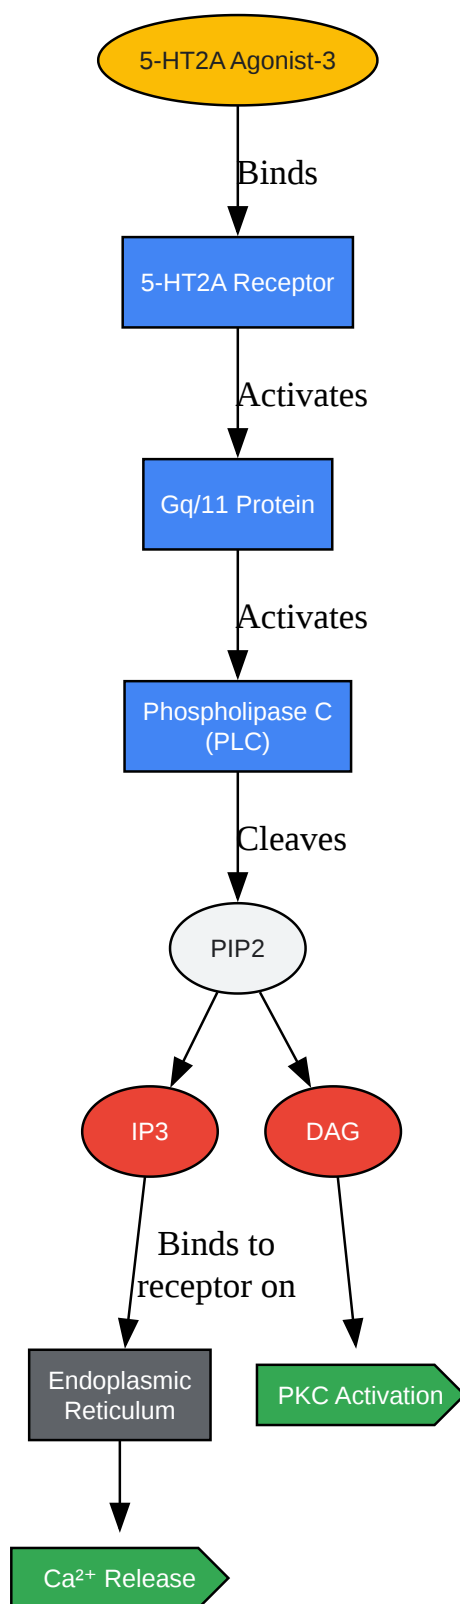 5-HT2A Agonist-3
Binds
5-HT2A Receptor
Activates
Gq/11 Protein
Activates
Phospholipase C
(PLC)
Cleaves
PIP2
IP3
DAG
Binds to
receptor on
Endoplasmic
Reticulum
PKC Activation
Ca²⁺ Release